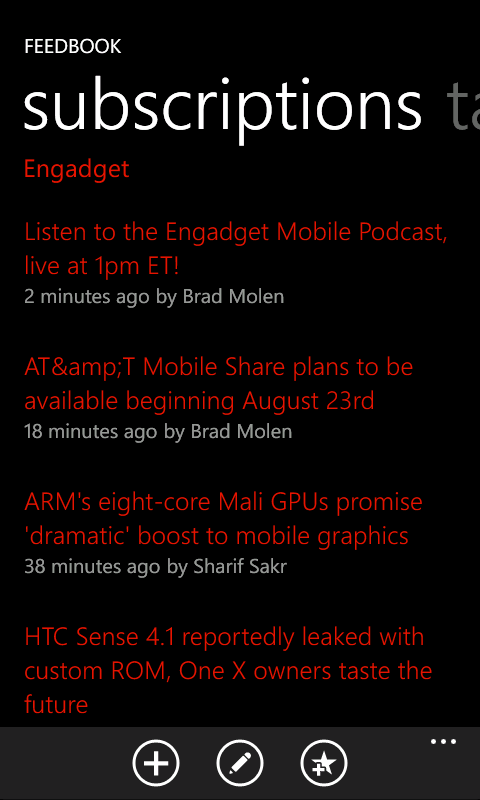 FEEDBOOK
subscriptions ta
Engadget
Listen to the Engadget Mobile Podcast,
live at 1pm ET!
2 minutes ago by Brad Molen
AT&amp;T Mobile Share plans to be
available beginning August 23rd
18 minutes ago by Brad Molen
ARM's eight-core Mali GPUs promise
'dramatic' boost to mobile graphics
38 minutes ago by Sharif Sakr
HTC Sense 4.1 reportedly leaked with
custom ROM, One X owners taste the
future